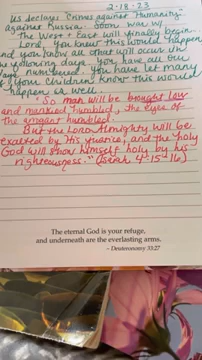 2-18-23
US declares "Crimes against Humanity"
against Russia. Soon war w/
The West & East will finally begin.
Lord, You knew this would happen
and you know all that will occur in
the following days. You have all our
days numbered. You have let many
of your children know this would
happen as well.
"So man will be brought low
and mankind humbled, the eyes of
the arrogant humbled.
But the Lord Almighty will be
exalted by His justice, and the holy
God will show himself holy by his
righteousness." (Isaiah 5:15-16)
The eternal God is your refuge,
and underneath are the everlasting arms.
– Deuteronomy 33:27